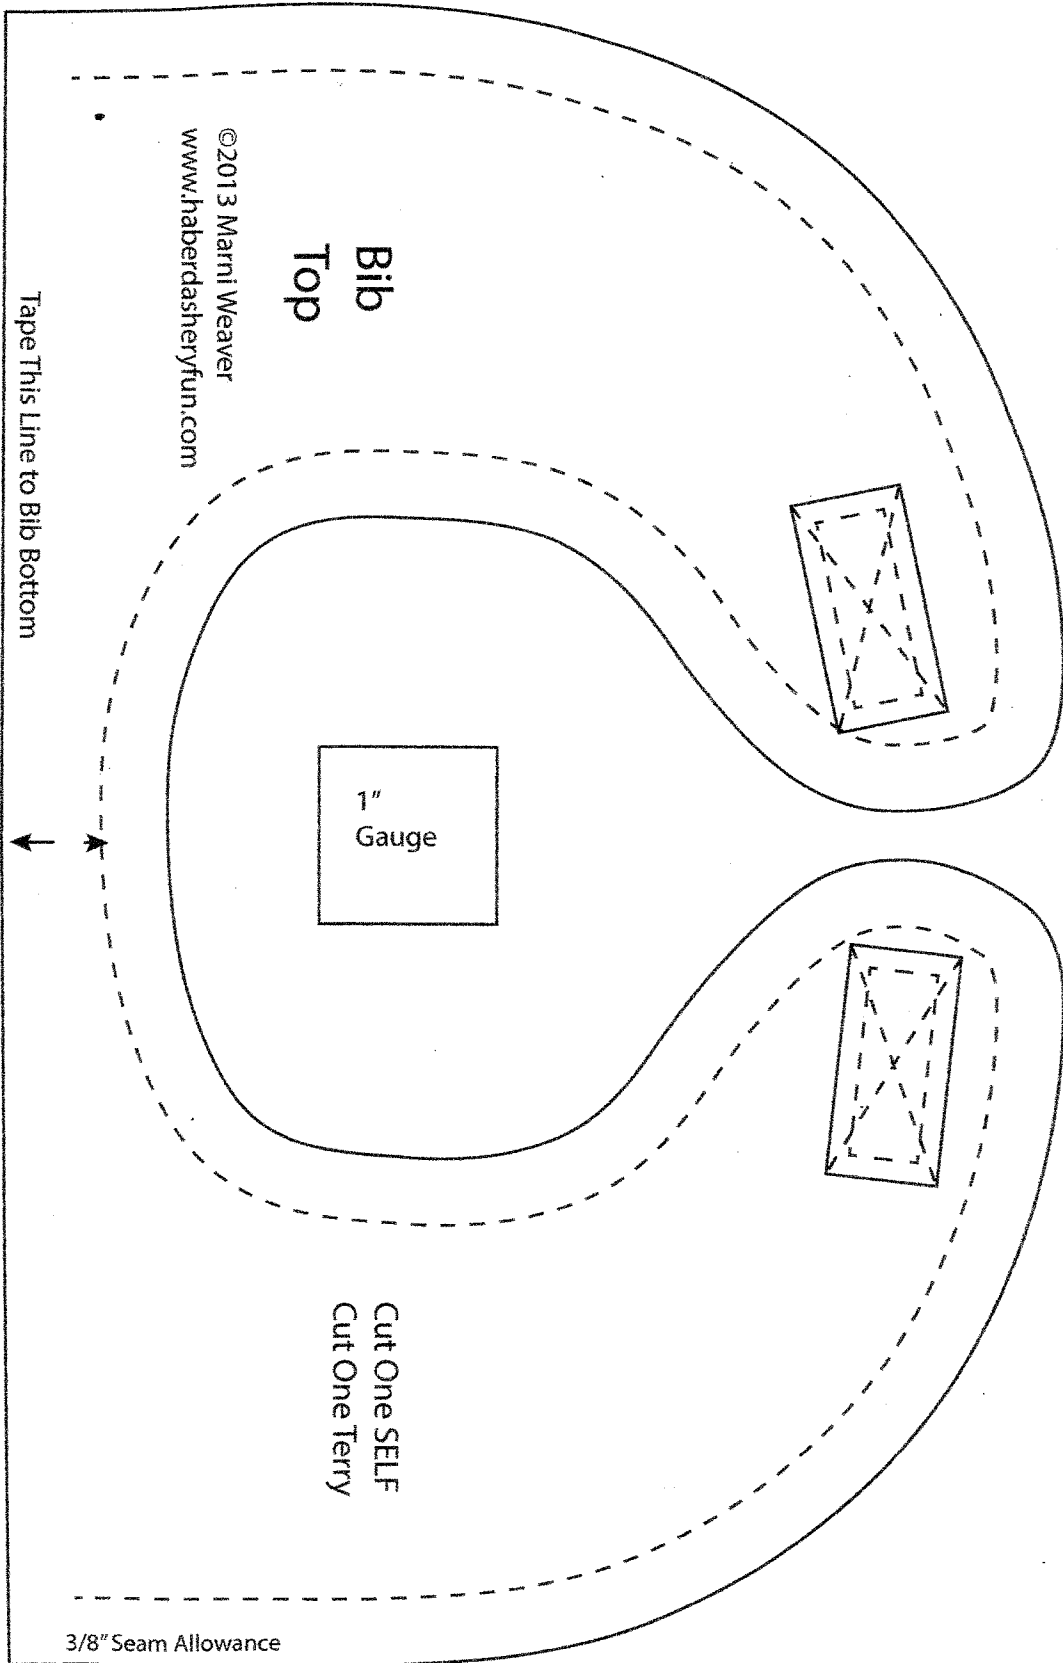 Bib
Top
©2013 Marni Weaver
www.haberdasheryfun.com
Tape This Line to Bib Bottom
1"
Gauge
Cut One SELF
Cut One Terry
3/8" Seam Allowance